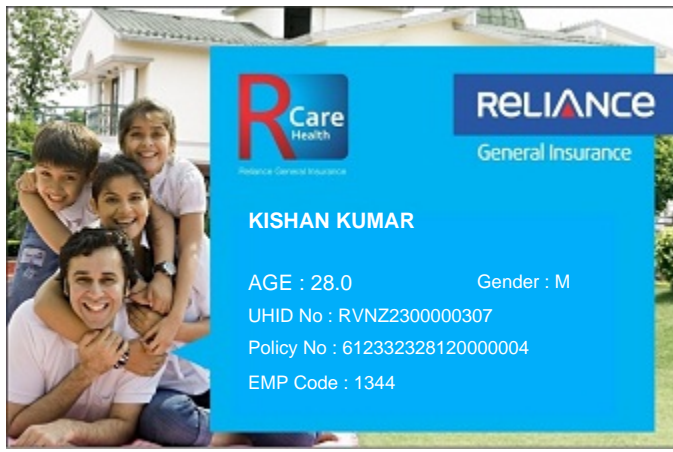 R Care
Health
Reliance General Insurance
RELIANCE
General Insurance
KISHAN KUMAR
AGE : 28.0 Gender : M
UHID No : RVNZ2300000307
Policy No : 612332328120000004
EMP Code : 1344